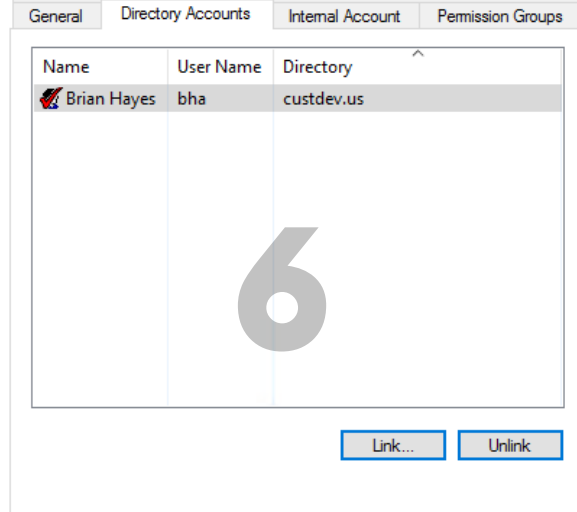 General Directory Accounts Internal Account Permission Groups
Name User Name Directory
Brian Hayes bha custdev.us
6
Link... Unlink